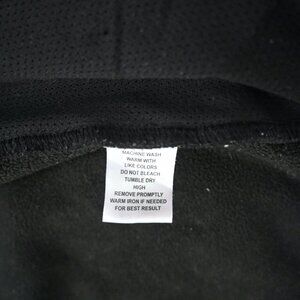 MACHINE WASH
WARM WITH
LIKE COLORS
DO NOT BLEACH
TUMBLE DRY
HIGH
REMOVE PROMPTLY
WARM IRON IF NEEDED
FOR BEST RESULT